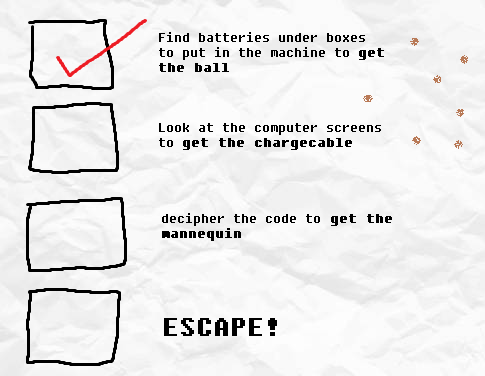 Find batteries under boxes
to put in the machine to get
the ball
Look at the computer screens
to get the chargecable
decipher the code to get the
mannequin
ESCAPE!